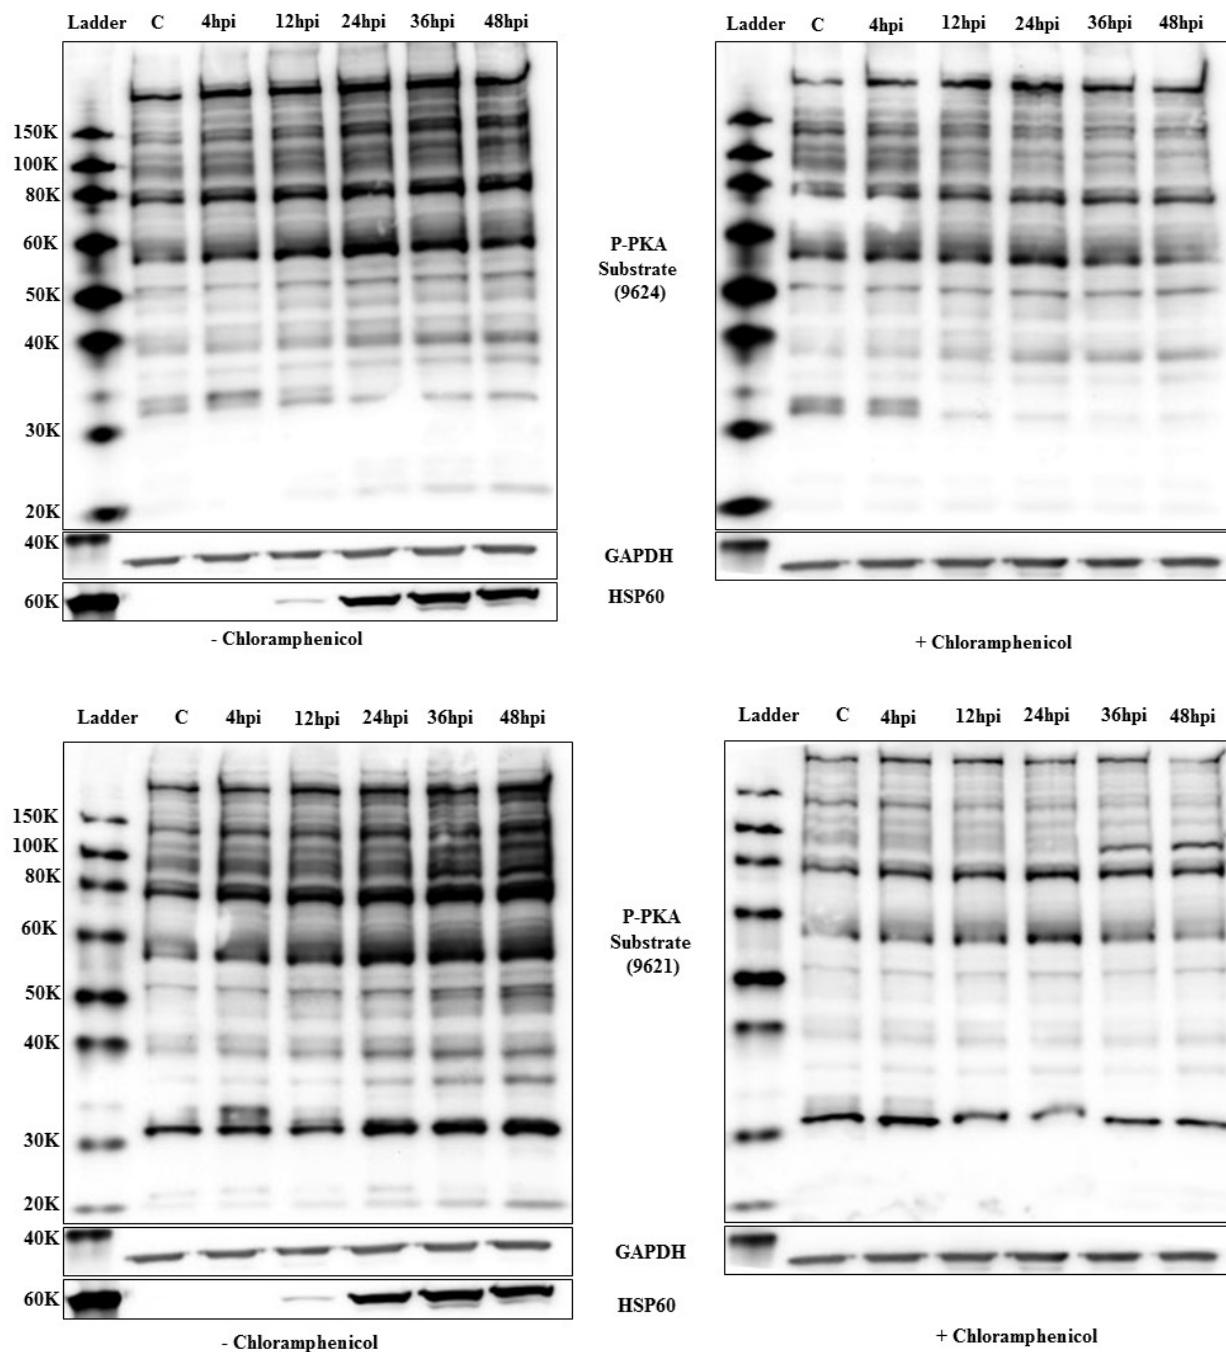 Ladder C 4hpi 12hpi 24hpi 36hpi 48hpi
150K
100K
80K
60K
50K
40K
30K
20K
40K
60K
- Chloramphenicol
P-PKA
Substrate
(9624)
GAPDH
HSP60
Ladder C 4hpi 12hpi 24hpi 36hpi 48hpi
+ Chloramphenicol
Ladder C 4hpi 12hpi 24hpi 36hpi 48hpi
150K
100K
80K
60K
50K
40K
30K
20K
40K
60K
- Chloramphenicol
P-PKA
Substrate
(9621)
GAPDH
HSP60
Ladder C 4hpi 12hpi 24hpi 36hpi 48hpi
+ Chloramphenicol